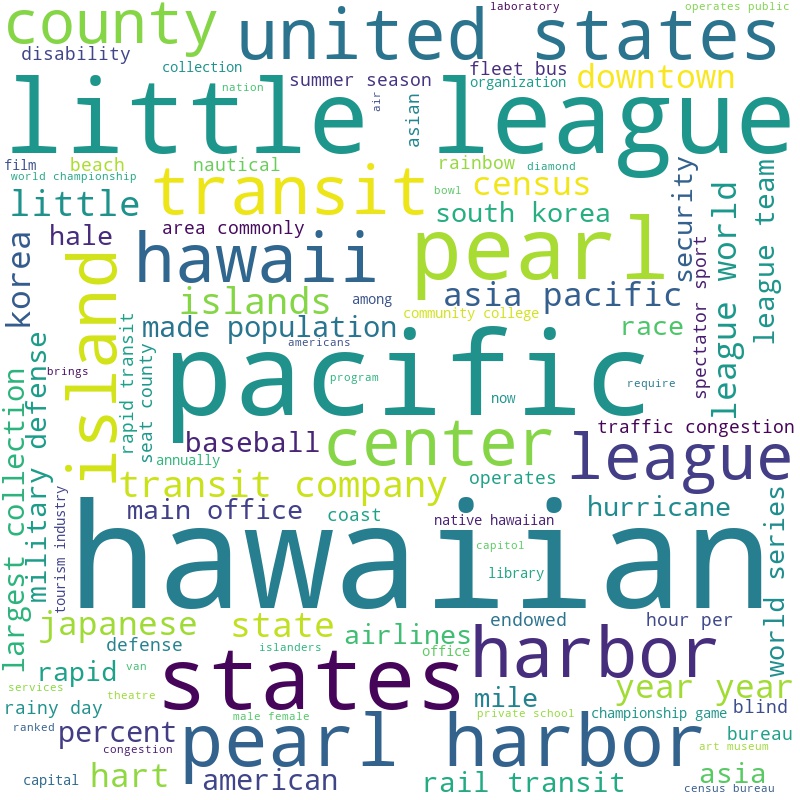 laboratory
operates public
county
united states
disability
collection
summer season
fleet bus
organization
downtown
nation
little league
air
asian
film
beach
nautical
rainbow
diamond
world championship
transit
bowl
census
little
south korea
security
league world
league team
hale
area commonly
pearl
korea
hawaii
island
islands
among
asia pacific
spectator sport
made population
community college
race
americans
rapid transit
seat county
pacific
brings
program
require
now
largest collection
military defense
baseball
center
traffic congestion
league
annually
transit company
operates
tourism industry
main office
coast
native hawaiian
hurricane
world series
hawaiian
capitol
library
japanese
state
airlines
endowed
hour per
defense
islanders
office
harbor
rapid
van
states
services
theatre
mile
year year
rainy day
male female
private school
championship game
blind
ranked
percent
congestion
pearl harbor
bureau
art museum
capital
hart
american
rail transit
asia
census bureau